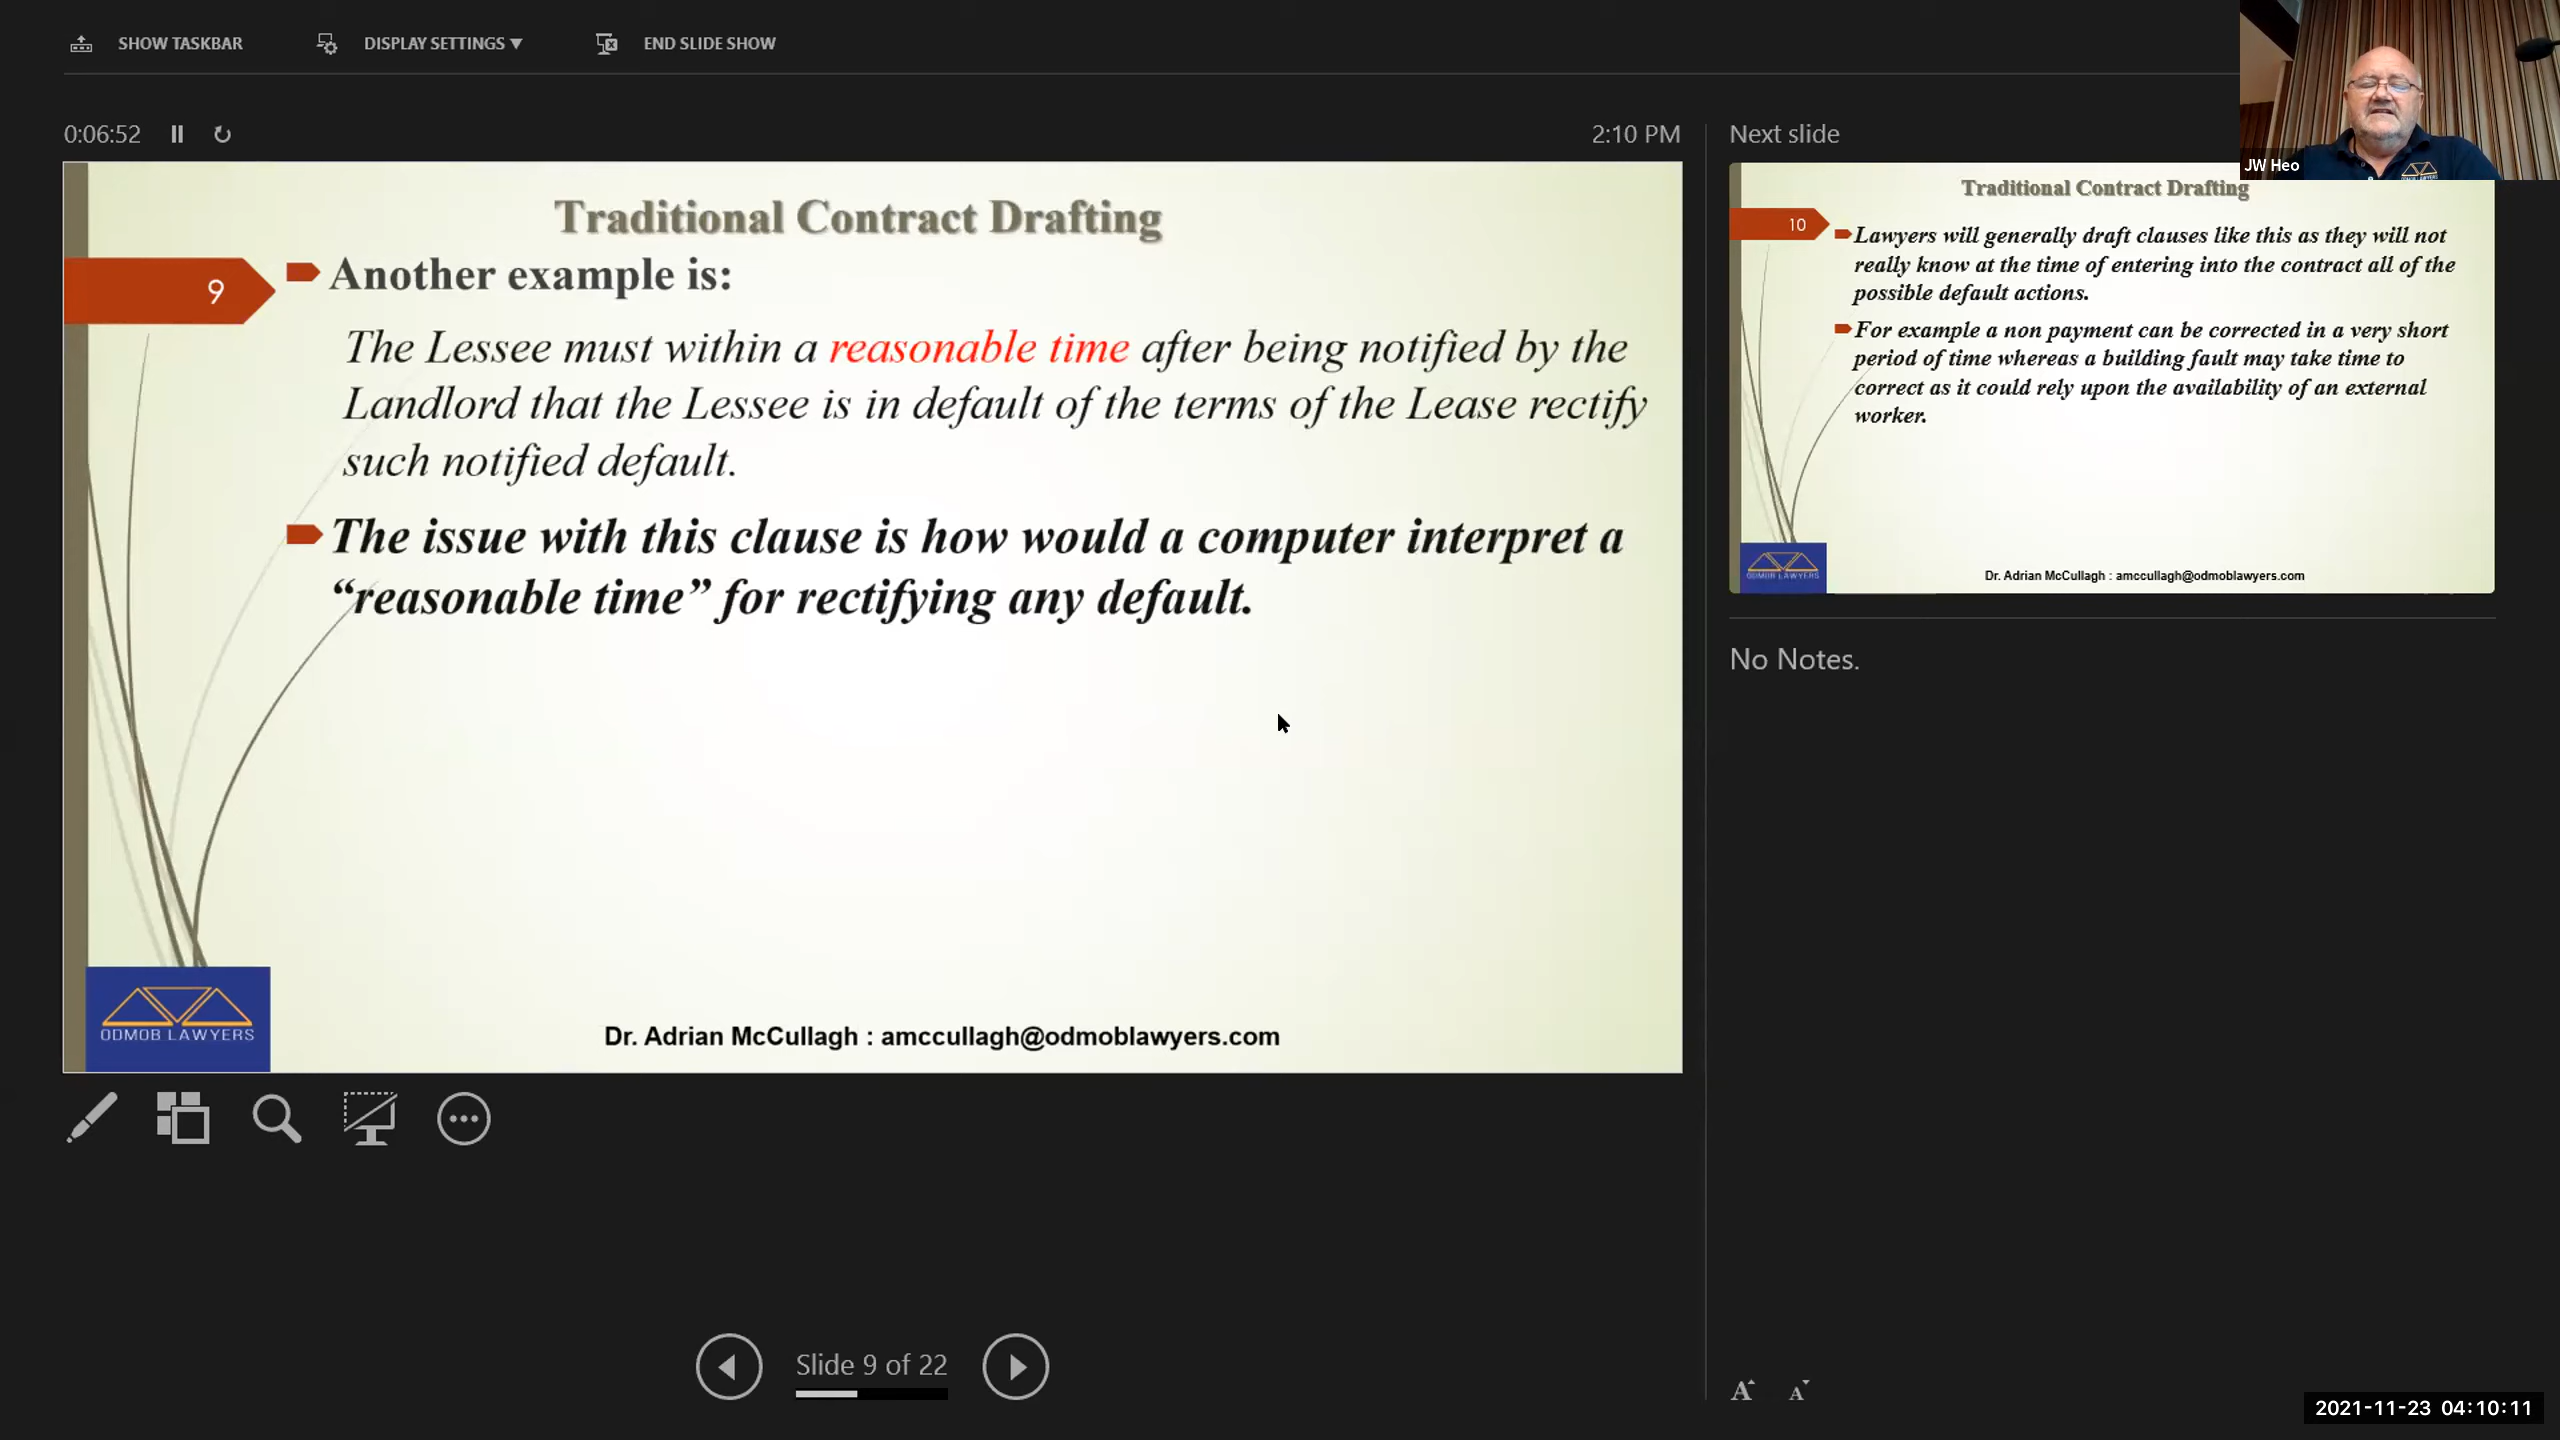 SHOW TASKBAR
DISPLAY SETTINGS ▼
END SLIDE SHOW
0:06:52
2:10 PM
Traditional Contract Drafting
9
Another example is:
The Lessee must within a reasonable time after being notified by the
Landlord that the Lessee is in default of the terms of the Lease rectify
such notified default.
The issue with this clause is how would a computer interpret a
“reasonable time” for rectifying any default.
ODMOB LAWYERS
Dr. Adrian McCullagh : amccullagh@odmoblawyers.com
Slide 9 of 22
Next slide
JW Heo
Traditional Contract Drafting
10
Lawyers will generally draft clauses like this as they will not
really know at the time of entering into the contract all of the
possible default actions.
For example a non payment can be corrected in a very short
period of time whereas a building fault may take time to
correct as it could rely upon the availability of an external
worker.
ODMOB LAWYERS
Dr. Adrian McCullagh : amccullagh@odmoblawyers.com
No Notes.
A A
2021-11-23 04:10:11